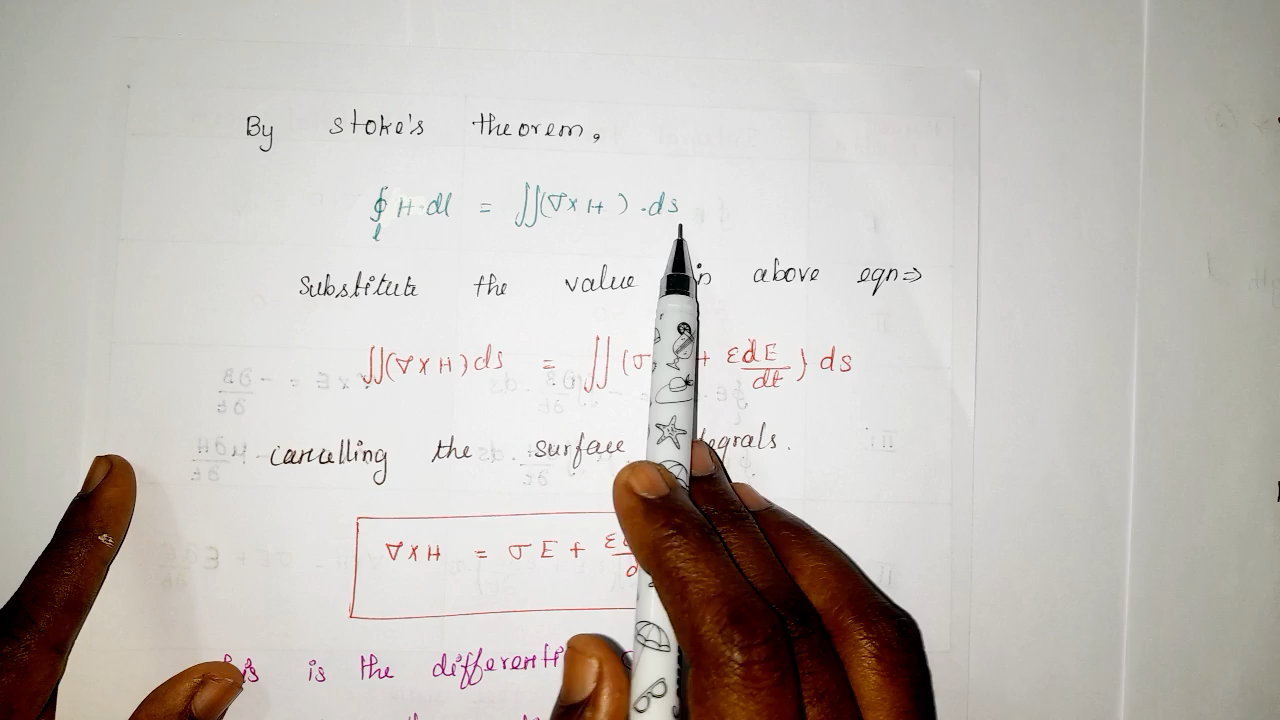 By stoke's theorem,
∮l H·dl = ∬(∇×H)·ds
substitute the value in above eqn⇒
∬(∇×H)ds = ∬(σ + εdE/dt) ds
cancelling the surface
∇×H = σE +
is the